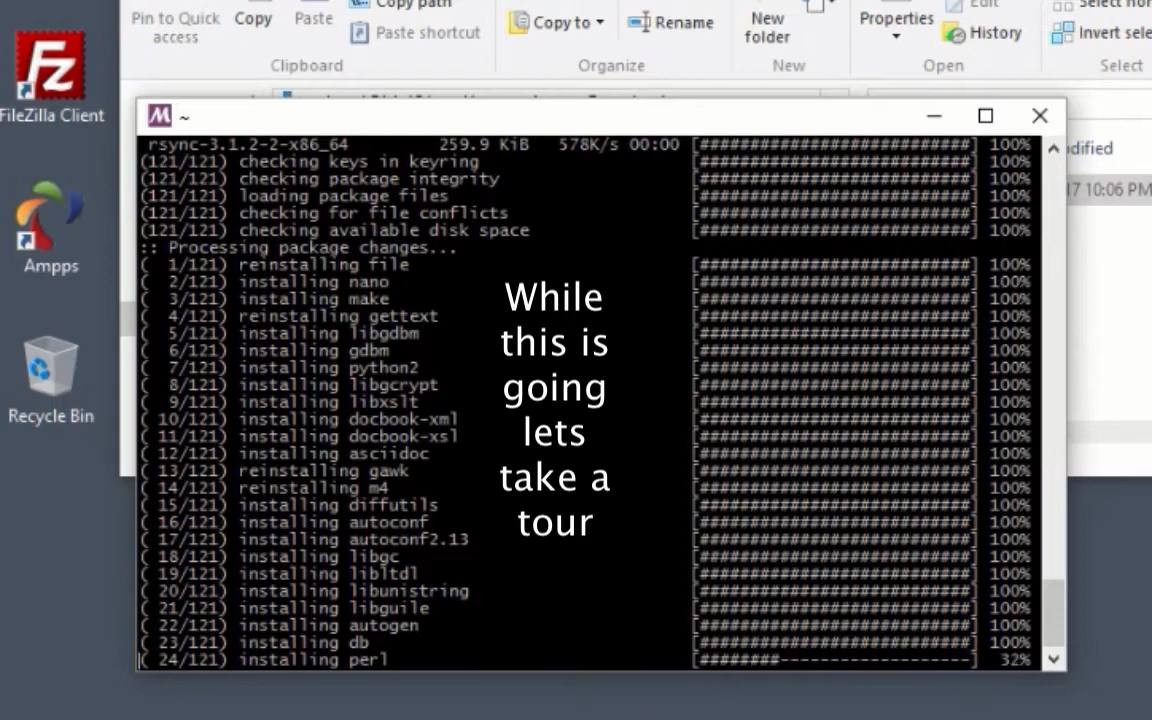 Copy path
Edit
Select non
Pin to Quick access
Copy
Paste
Paste shortcut
Copy to
Rename
New folder
Properties
History
Invert sele
Clipboard
Organize
New
Open
Select
FileZilla Client
Ampps
Recycle Bin
~
dified
17 10:06 PM
rsync-3.1.2-2-x86_64 259.9 KiB 578K/s 00:00 [############################] 100%
(121/121) checking keys in keyring [############################] 100%
(121/121) checking package integrity [############################] 100%
(121/121) loading package files [############################] 100%
(121/121) checking for file conflicts [############################] 100%
(121/121) checking available disk space [############################] 100%
:: Processing package changes...
( 1/121) reinstalling file [############################] 100%
( 2/121) installing nano [############################] 100%
( 3/121) installing make [############################] 100%
( 4/121) reinstalling gettext [############################] 100%
( 5/121) installing libgdbm [############################] 100%
( 6/121) installing gdbm [############################] 100%
( 7/121) installing python2 [############################] 100%
( 8/121) installing libgcrypt [############################] 100%
( 9/121) installing libxslt [############################] 100%
( 10/121) installing docbook-xml [############################] 100%
( 11/121) installing docbook-xsl [############################] 100%
( 12/121) installing asciidoc [############################] 100%
( 13/121) reinstalling gawk [############################] 100%
( 14/121) reinstalling m4 [############################] 100%
( 15/121) installing diffutils [############################] 100%
( 16/121) installing autoconf [############################] 100%
( 17/121) installing autoconf2.13 [############################] 100%
( 18/121) installing libgc [############################] 100%
( 19/121) installing libltdl [############################] 100%
( 20/121) installing libunistring [############################] 100%
( 21/121) installing libguile [############################] 100%
( 22/121) installing autogen [############################] 100%
( 23/121) installing db [############################] 100%
( 24/121) installing perl [########--------------------] 32%
While
this is
going
lets
take a
tour